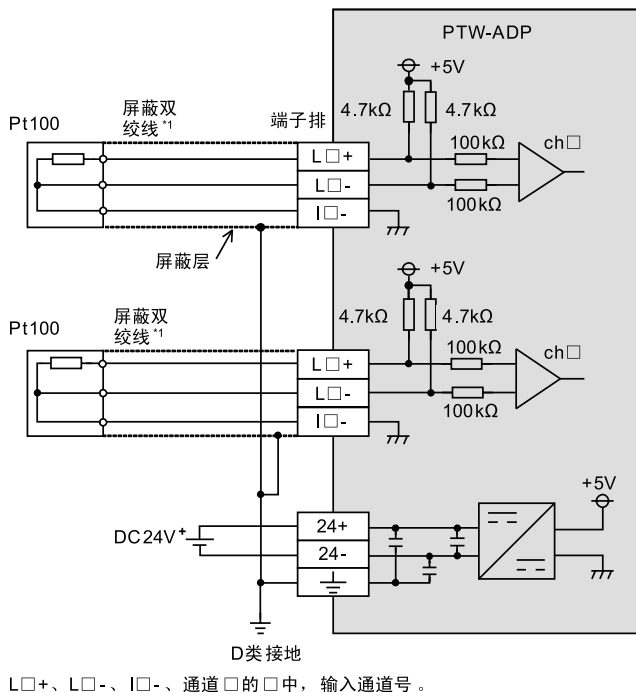 PTW-ADP
+5V
屏蔽双
绞线*1
端子排
4.7kΩ
4.7kΩ
Pt100
100kΩ
ch□
L□+
L□-
I□-
100kΩ
屏蔽层
+5V
屏蔽双
绞线*1
4.7kΩ
4.7kΩ
Pt100
100kΩ
ch□
L□+
L□-
I□-
100kΩ
+5V
DC24V+
24+
24-
D类接地
L□+、L□-、I□-、通道□的□中，输入通道号。